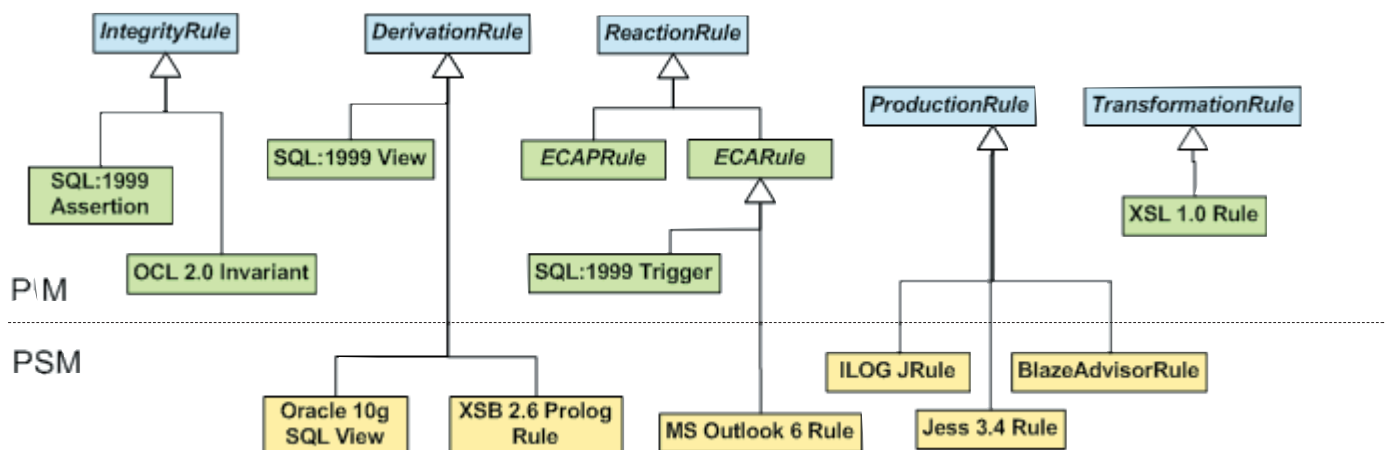 IntegrityRule
DerivationRule
ReactionRule
ProductionRule
TransformationRule
SQL:1999 View
ECAPRule
ECARule
SQL:1999
Assertion
XSL 1.0 Rule
OCL 2.0 Invariant
SQL:1999 Trigger
PIM
PSM
ILOG JRule
BlazeAdvisorRule
Oracle 10g
SQL View
XSB 2.6 Prolog
Rule
MS Outlook 6 Rule
Jess 3.4 Rule